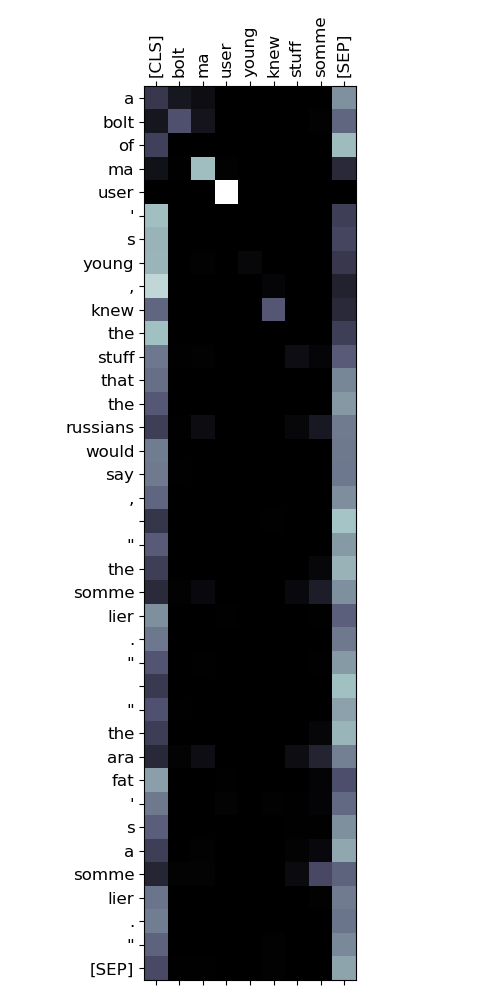 [CLS] bolt ma user young knew stuff somme [SEP]
a
bolt
of
ma
user
'
s
young
,
knew
the
stuff
that
the
russians
would
say
,
-
"
the
somme
lier
.
"
-
"
the
ara
fat
'
s
a
somme
lier
.
"
[SEP]